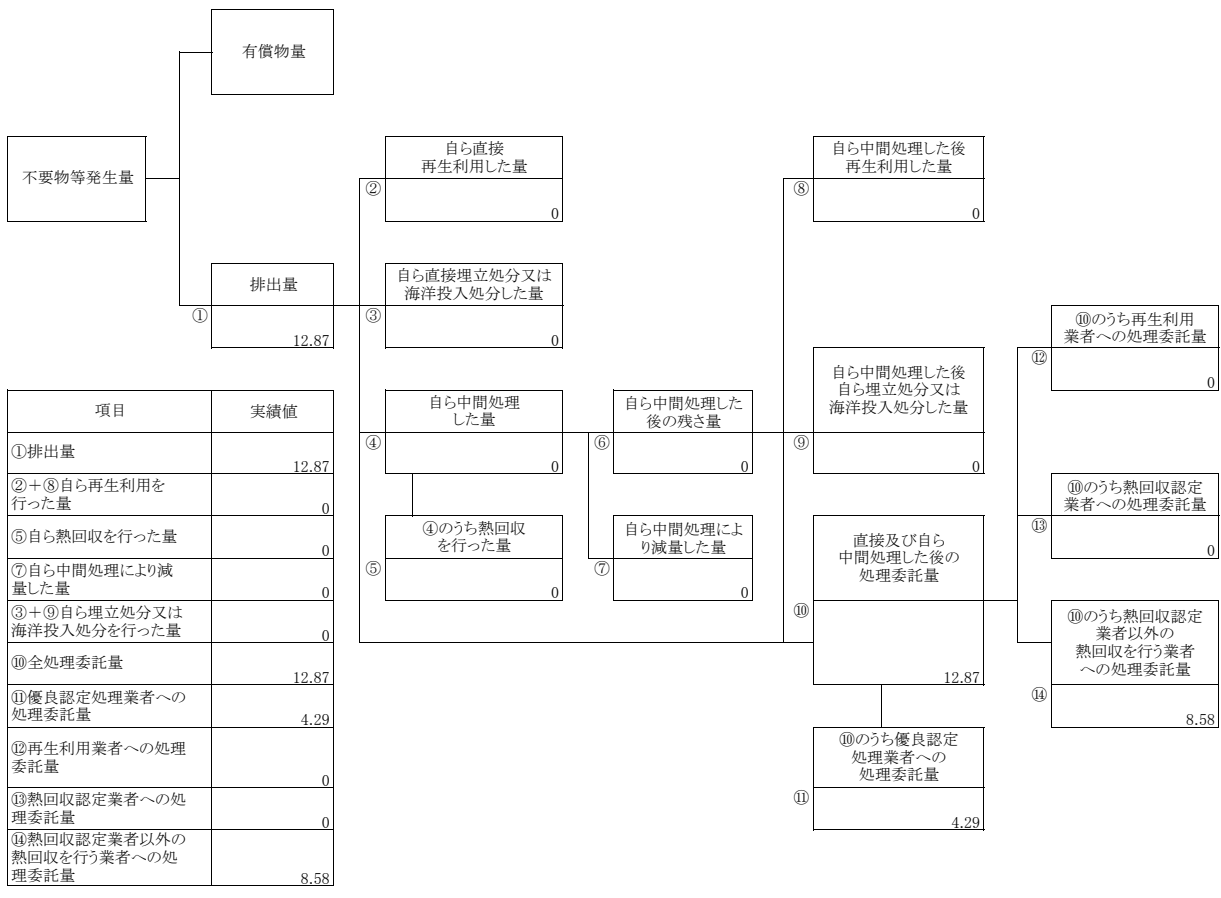 有償物量
不要物等発生量
自ら直接
再生利用した量
②
0
自ら中間処理した後
再生利用した量
⑧
0
排出量
①
12.87
自ら直接埋立処分又は
海洋投入処分した量
③
0
⑩のうち再生利用
業者への処理委託量
⑫
0
自ら中間処理した後
自ら埋立処分又は
海洋投入処分した量
⑨
0
自ら中間処理
した量
④
0
自ら中間処理した
後の残さ量
⑥
0
⑩のうち熱回収認定
業者への処理委託量
⑬
0
④のうち熱回収
を行った量
⑤
0
自ら中間処理によ
り減量した量
⑦
0
直接及び自ら
中間処理した後の
処理委託量
⑩
12.87
⑩のうち熱回収認定
業者以外の
熱回収を行う業者
への処理委託量
⑭
8.58
⑩のうち優良認定
処理業者への
処理委託量
⑪
4.29
項目 実績値
①排出量
12.87
②＋⑧自ら再生利用を
行った量
0
⑤自ら熱回収を行った量
0
⑦自ら中間処理により減
量した量
0
③＋⑨自ら埋立処分又は
海洋投入処分を行った量
0
⑩全処理委託量
12.87
⑪優良認定処理業者への
処理委託量
4.29
⑫再生利用業者への処理
委託量
0
⑬熱回収認定業者への処
理委託量
0
⑭熱回収認定業者以外の
熱回収を行う業者への処
理委託量
8.58